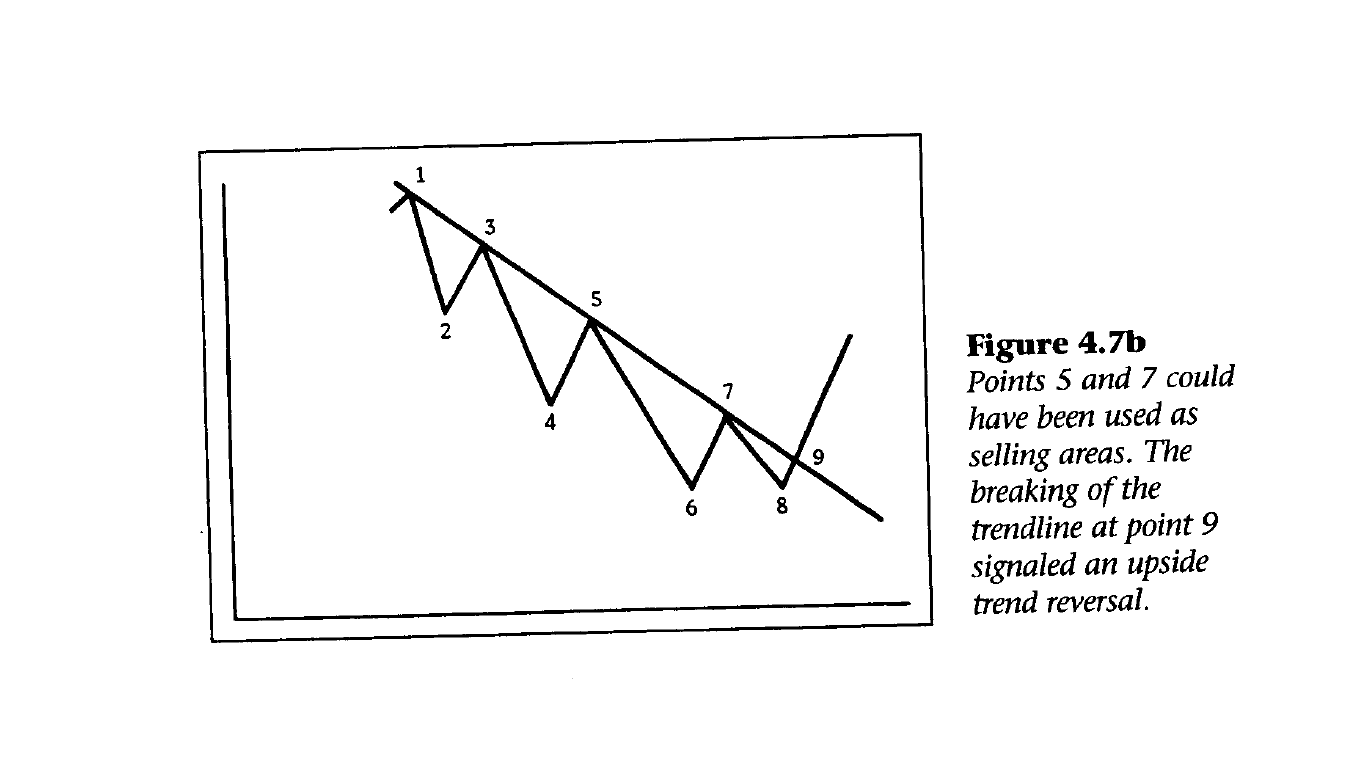 1
3
5
2
7
4
9
6
8
Figure 4.7b
Points 5 and 7 could
have been used as
selling areas. The
breaking of the
trendline at point 9
signaled an upside
trend reversal.